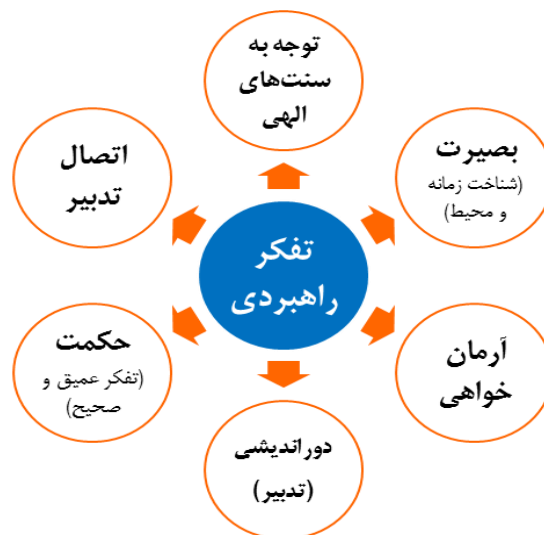 توجه به
سنت‌های
الهی
بصیرت
(شناخت زمانه
و محیط)
آرمان
خواهی
دوراندیشی
(تدبیر)
حکمت
(تفکر عمیق و
صحیح)
اتصال
تدبیر
تفکر
راهبردی